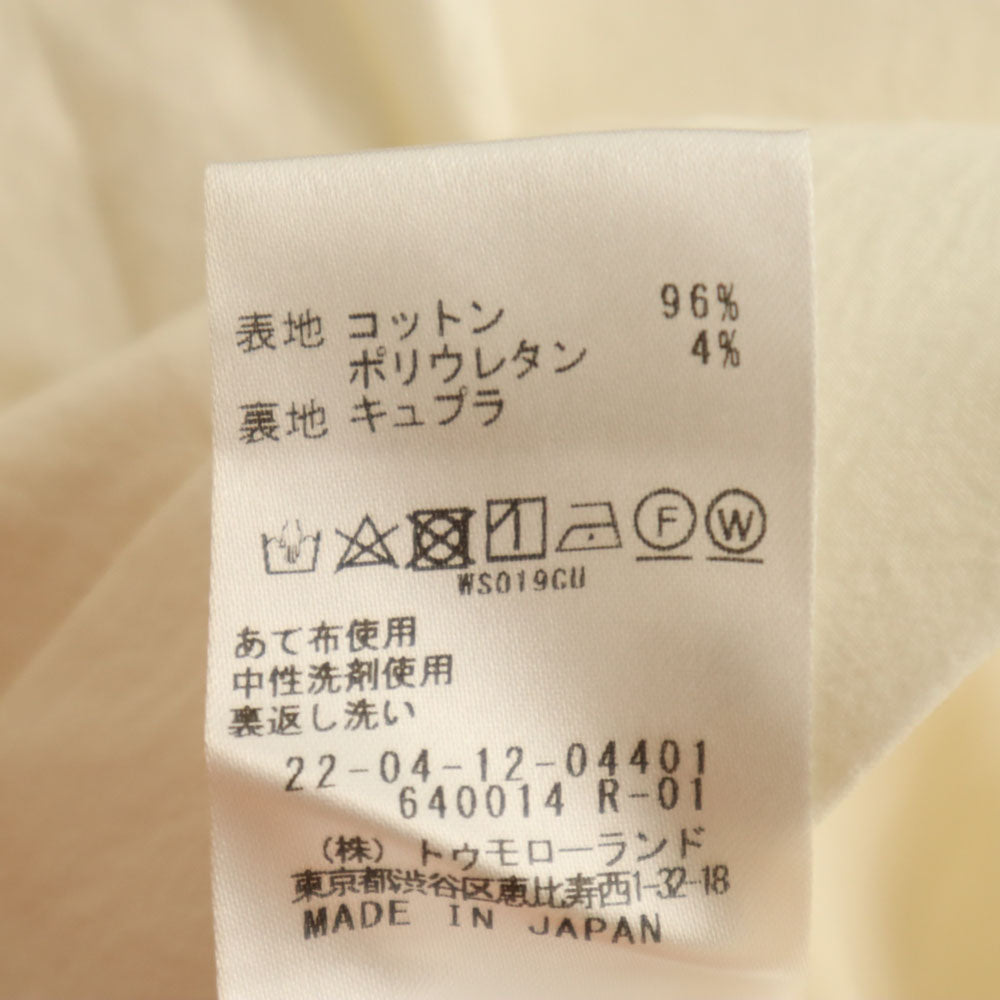 表地 コットン 96%
ポリウレタン 4%
裏地 キュプラ
F W
WS019CU
あて布使用
中性洗剤使用
裏返し洗い
22-04-12-04401
640014 R-01
(株) トゥモローランド
東京都渋谷区恵比寿西1-32-18
MADE IN JAPAN